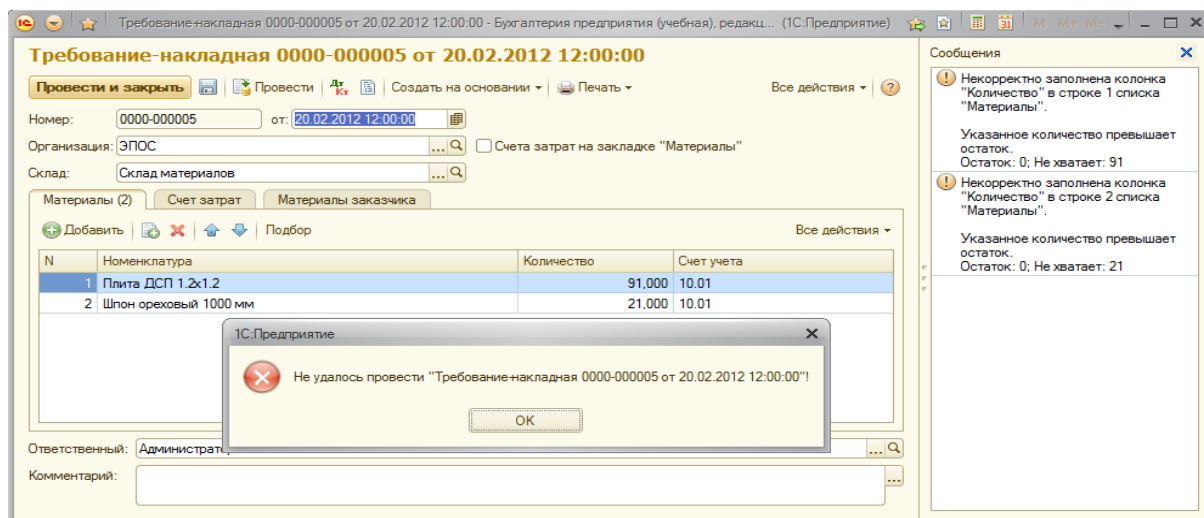 Требование-накладная 0000-000005 от 20.02.2012 12:00:00 - Бухгалтерия предприятия (учебная), редакц... (1С:Предприятие)
M M+ M-
Требование-накладная 0000-000005 от 20.02.2012 12:00:00
Провести и закрыть Провести Дт Кт Создать на основании Печать Все действия
Номер: 0000-000005 от: 20.02.2012 12:00:00
Организация: ЭПОС ... Счета затрат на закладке "Материалы"
Склад: Склад материалов ...
Материалы (2) Счет затрат Материалы заказчика
Добавить Подбор Все действия
N Номенклатура Количество Счет учета
1 Плита ДСП 1.2х1.2 91,000 10.01
2 Шпон ореховый 1000 мм 21,000 10.01
1С:Предприятие
Не удалось провести "Требование-накладная 0000-000005 от 20.02.2012 12:00:00"!
OK
Ответственный: Администрат ...
Комментарий: ...
Сообщения
Некорректно заполнена колонка
"Количество" в строке 1 списка
"Материалы".
Указанное количество превышает
остаток.
Остаток: 0; Не хватает: 91
Некорректно заполнена колонка
"Количество" в строке 2 списка
"Материалы".
Указанное количество превышает
остаток.
Остаток: 0; Не хватает: 21